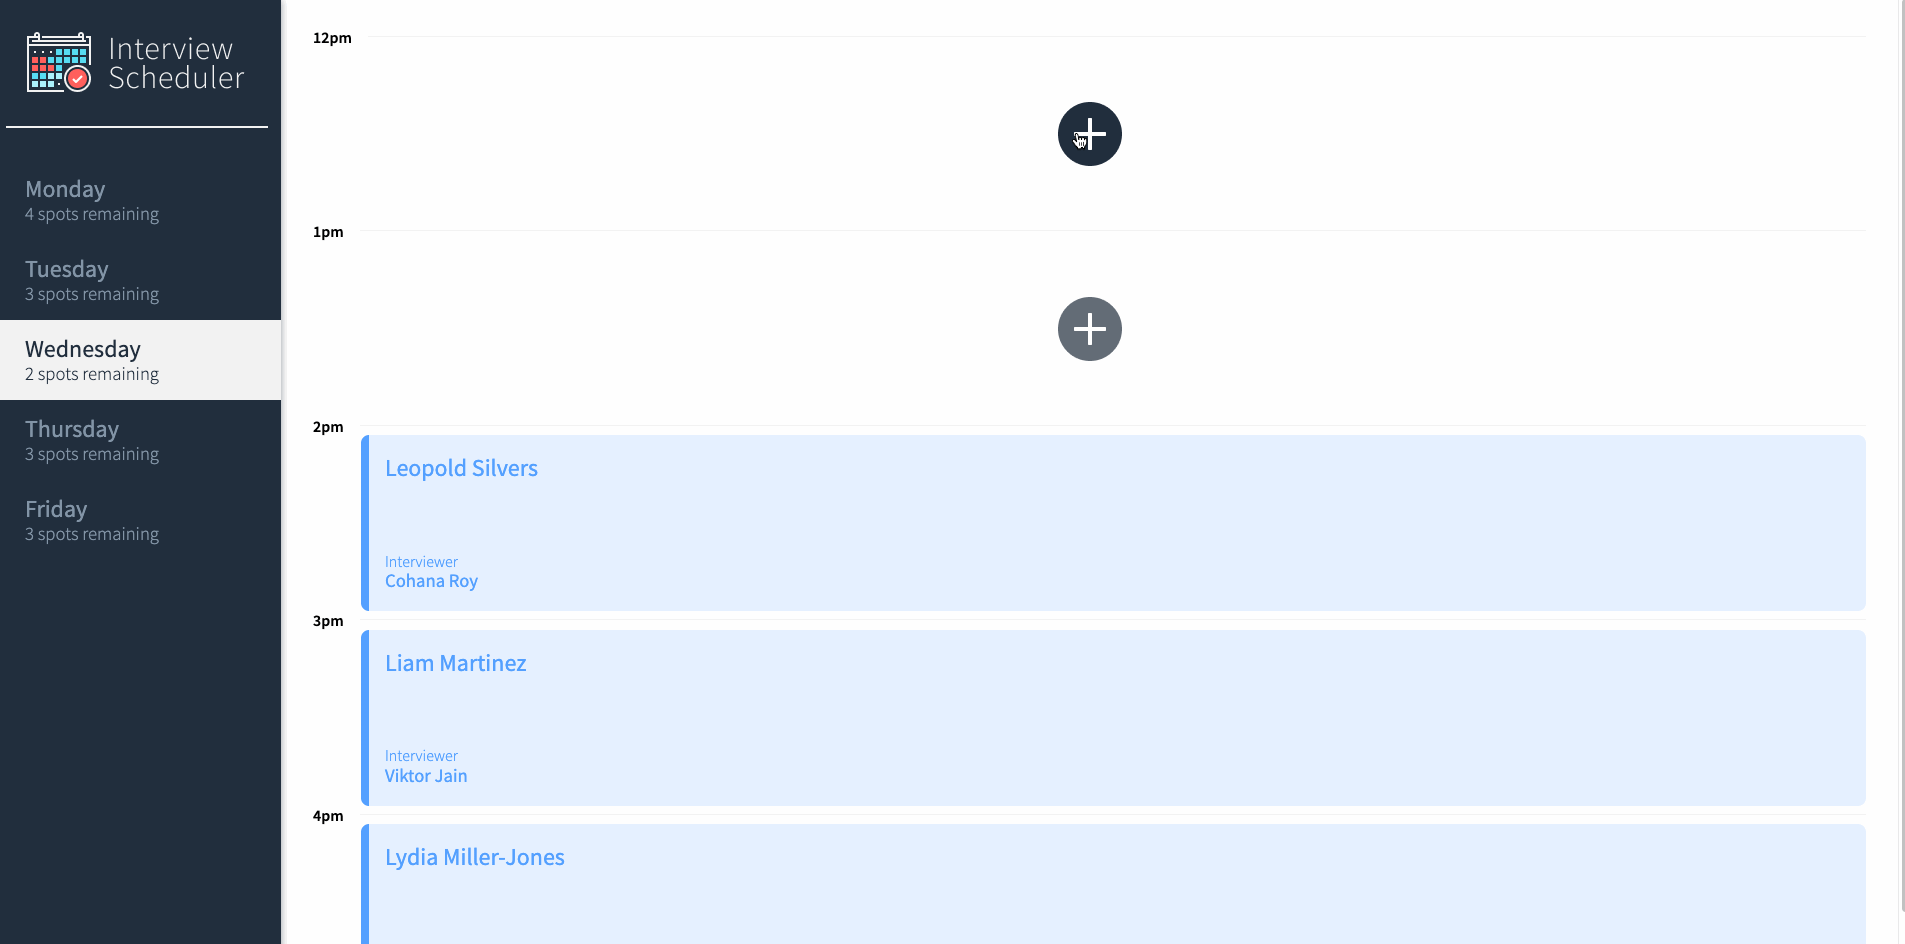 Interview
Scheduler
Monday
4 spots remaining
Tuesday
3 spots remaining
Wednesday
2 spots remaining
Thursday
3 spots remaining
Friday
3 spots remaining
12pm
1pm
2pm
Leopold Silvers
Interviewer
Cohana Roy
3pm
Liam Martinez
Interviewer
Viktor Jain
4pm
Lydia Miller-Jones